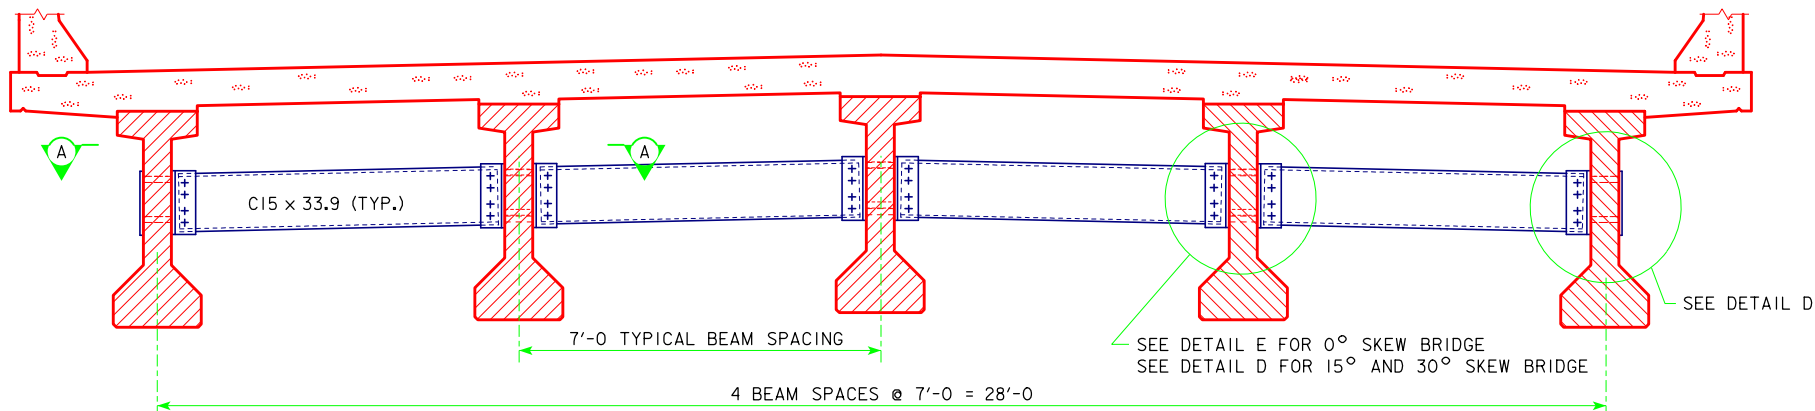 A
A
C15 x 33.9 (TYP.)
SEE DETAIL D
7'-0 TYPICAL BEAM SPACING
SEE DETAIL E FOR 0° SKEW BRIDGE
SEE DETAIL D FOR 15° AND 30° SKEW BRIDGE
4 BEAM SPACES @ 7'-0 = 28'-0